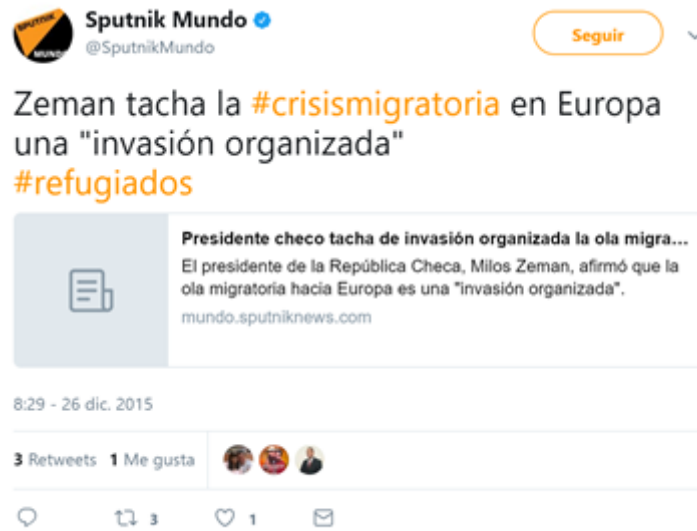 SPUTNIK
MUNDO
Sputnik Mundo
@SputnikMundo
Seguir
Zeman tacha la #crisismigratoria en Europa
una "invasión organizada"
#refugiados
Presidente checo tacha de invasión organizada la ola migra...
El presidente de la República Checa, Milos Zeman, afirmó que la
ola migratoria hacia Europa es una "invasión organizada".
mundo.sputniknews.com
8:29 - 26 dic. 2015
3 Retweets 1 Me gusta
3 1